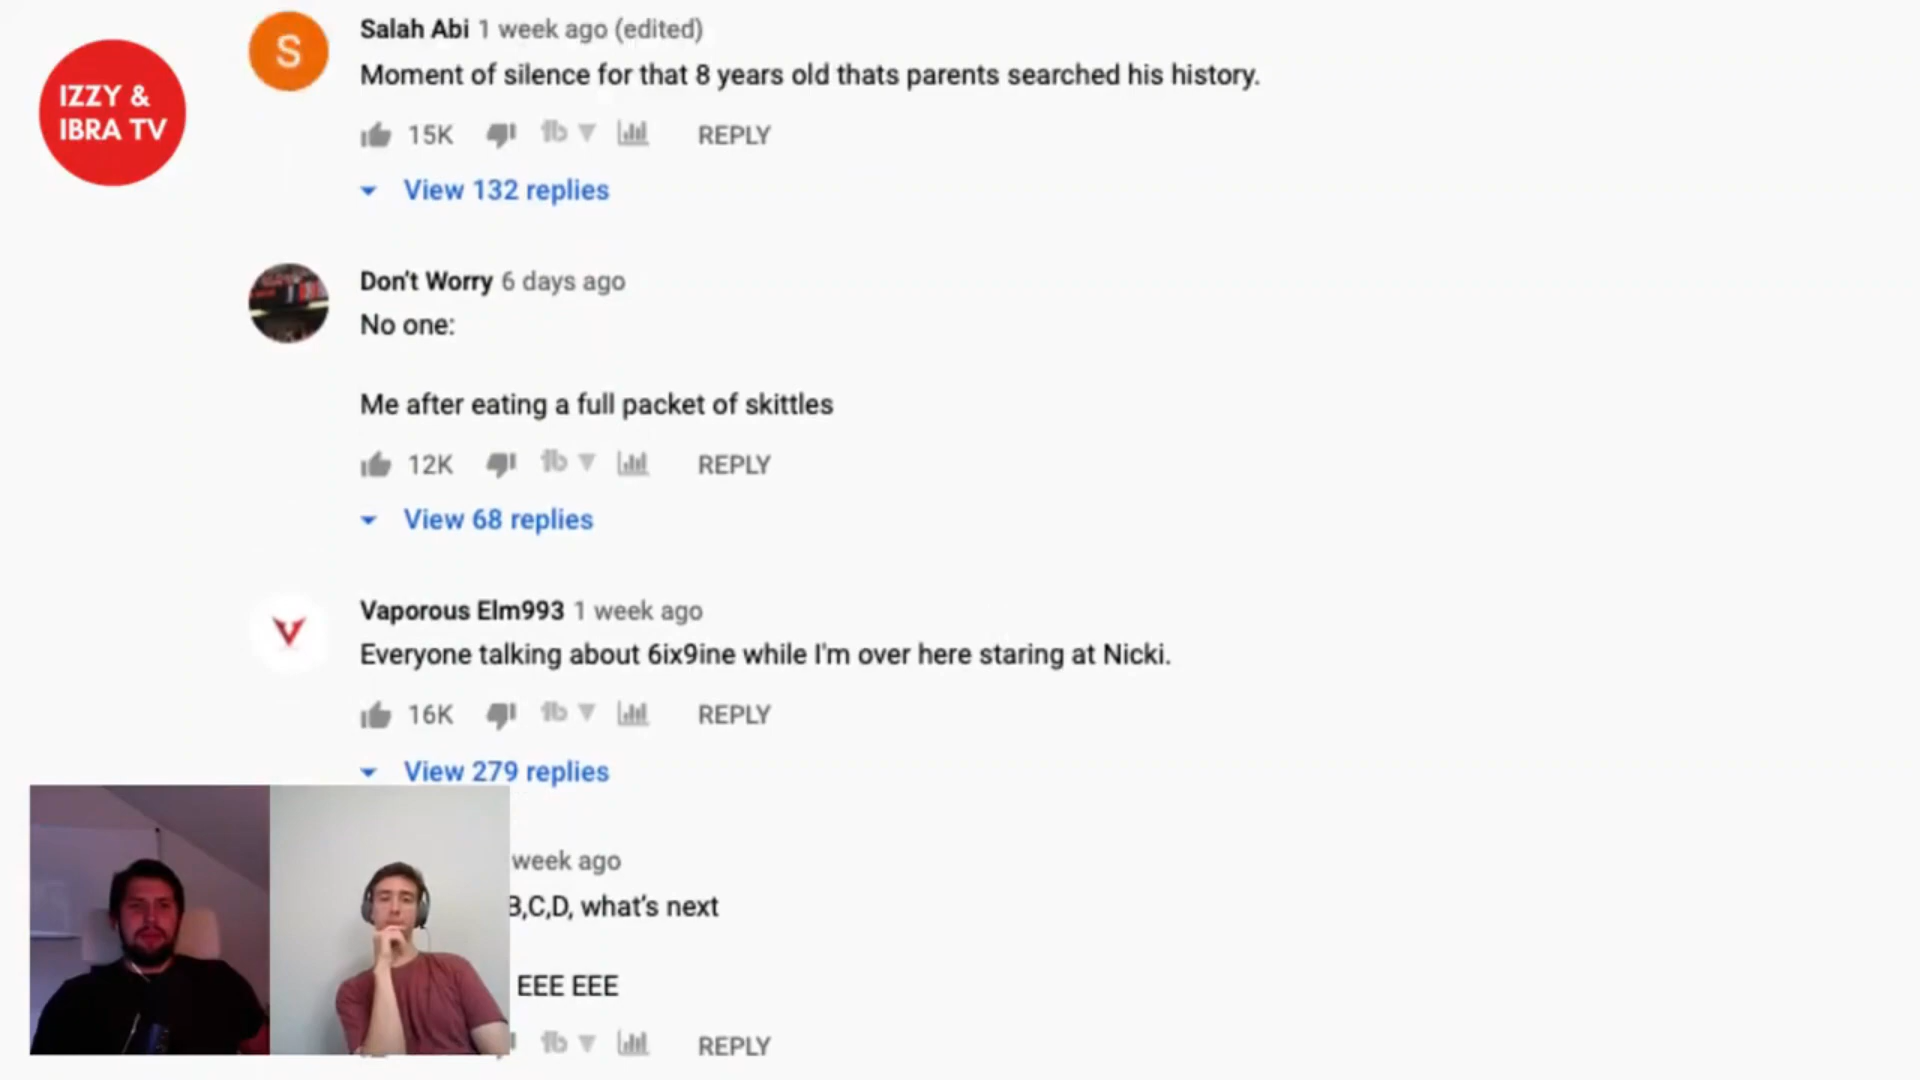 IZZY &
IBRA TV
Salah Abi 1 week ago (edited)
Moment of silence for that 8 years old thats parents searched his history.
15K REPLY
View 132 replies
Don't Worry 6 days ago
No one:
Me after eating a full packet of skittles
12K REPLY
View 68 replies
Vaporous Elm993 1 week ago
Everyone talking about 6ix9ine while I'm over here staring at Nicki.
16K REPLY
View 279 replies
week ago
B,C,D, what's next
EEE EEE
REPLY